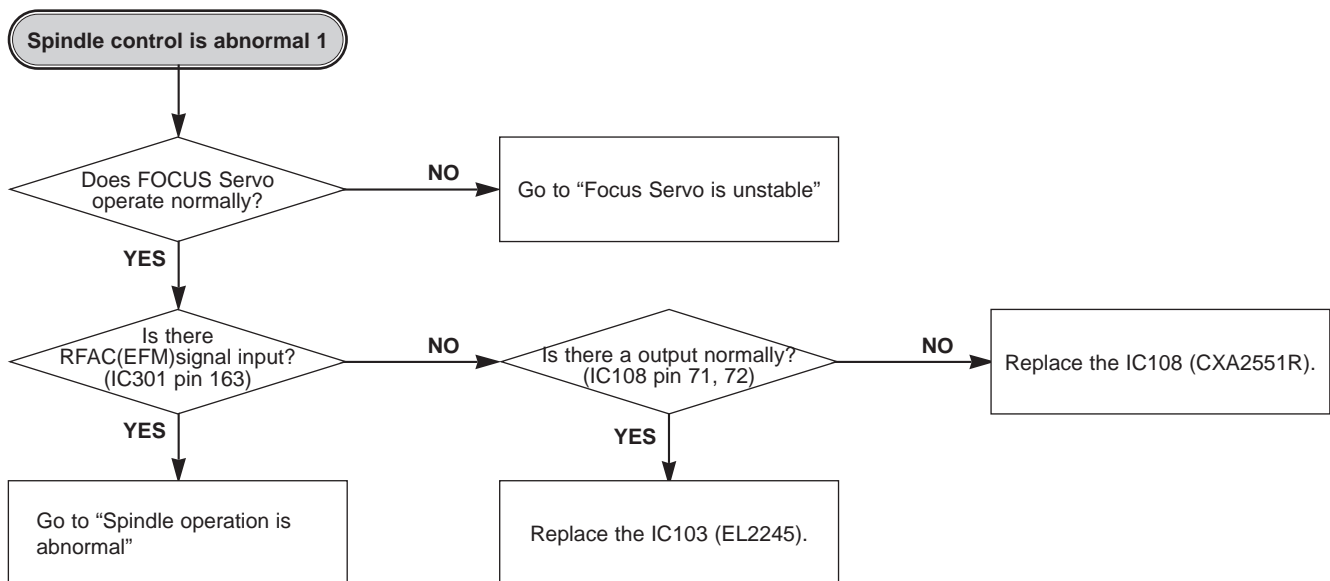 Spindle control is abnormal 1
Does FOCUS Servo
operate normally?
NO
Go to “Focus Servo is unstable”
YES
Is there
RFAC(EFM)signal input?
(IC301 pin 163)
NO
Is there a output normally?
(IC108 pin 71, 72)
NO
Replace the IC108 (CXA2551R).
YES
YES
Go to “Spindle operation is
abnormal”
Replace the IC103 (EL2245).